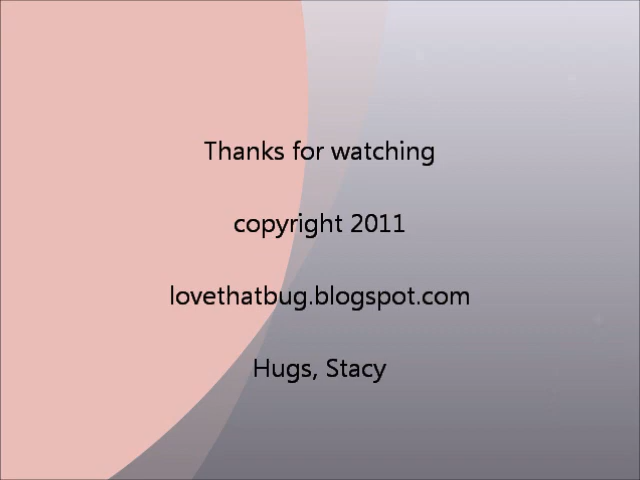 Thanks for watching
copyright 2011
lovethatbug.blogspot.com
Hugs, Stacy